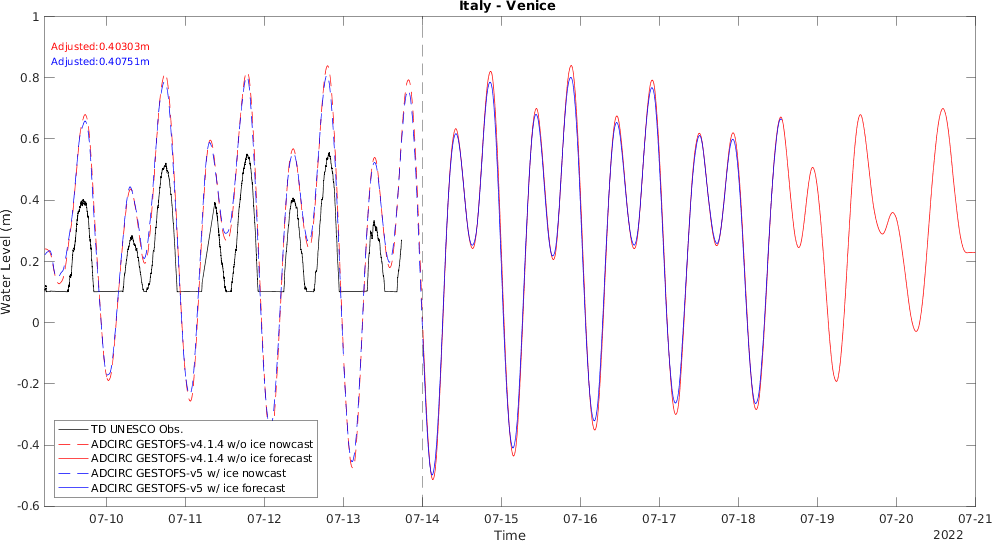 Italy - Venice
Adjusted:0.40303m
Adjusted:0.40751m
1
0.8
0.6
0.4
0.2
0
-0.2
-0.4
-0.6
Water Level (m)
TD UNESCO Obs.
ADCIRC GESTOFS-v4.1.4 w/o ice nowcast
ADCIRC GESTOFS-v4.1.4 w/o ice forecast
ADCIRC GESTOFS-v5 w/ ice nowcast
ADCIRC GESTOFS-v5 w/ ice forecast
07-10 07-11 07-12 07-13 07-14 07-15 07-16 07-17 07-18 07-19 07-20 07-21
Time
2022